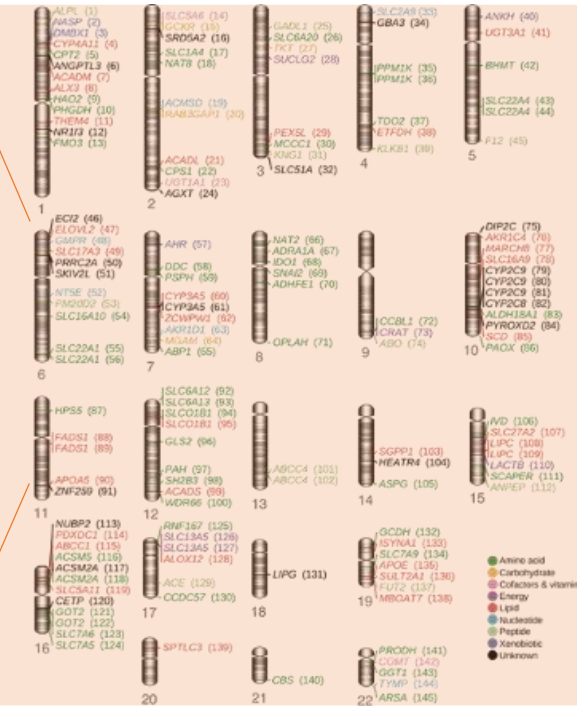 ALPL (1)
NASP (2)
DMBX1 (3)
CYP4A11 (4)
CPT2 (5)
ANGPTL3 (6)
ACADM (7)
ALX3 (8)
HAO2 (9)
PHGDH (10)
THEM4 (11)
NR1I3 (12)
FMO3 (13)
1
SLC5A6 (14)
GCKR (15)
SRD5A2 (16)
SLC1A4 (17)
NAT8 (18)
ACMSD (19)
RAB3GAP1 (20)
ACADL (21)
CPS1 (22)
UGT1A1 (23)
AGXT (24)
2
GADL1 (25)
SLC6A20 (26)
TKT (27)
SUCLG2 (28)
PEX5L (29)
MCCC1 (30)
KNG1 (31)
SLC51A (32)
3
SLC2A9 (33)
GBA3 (34)
PPM1K (35)
PPM1K (36)
TDO2 (37)
ETFDH (38)
KLKB1 (39)
4
ANKH (40)
UGT3A1 (41)
BHMT (42)
SLC22A4 (43)
SLC22A4 (44)
F12 (45)
5
ECI2 (46)
ELOVL2 (47)
GMPR (48)
SLC17A3 (49)
PRRC2A (50)
SKIV2L (51)
NT5E (52)
PM20D2 (53)
SLC16A10 (54)
SLC22A1 (55)
SLC22A1 (56)
6
AHR (57)
DDC (58)
PSPH (59)
CYP3A5 (60)
CYP3A5 (61)
ZCWPW1 (62)
AKR1D1 (63)
MGAM (64)
ABP1 (65)
7
NAT2 (66)
ADRA1A (67)
IDO1 (68)
SNAI2 (69)
ADHFE1 (70)
OPLAH (71)
8
CCBL1 (72)
CRAT (73)
ABO (74)
9
DIP2C (75)
AKR1C4 (76)
MARCH8 (77)
SLC16A9 (78)
CYP2C9 (79)
CYP2C9 (80)
CYP2C9 (81)
CYP2C8 (82)
ALDH18A1 (83)
PYROXD2 (84)
SCD (85)
PAOX (86)
10
HPS5 (87)
FADS1 (88)
FADS1 (89)
APOA5 (90)
ZNF259 (91)
11
SLC6A12 (92)
SLC6A13 (93)
SLCO1B1 (94)
SLCO1B1 (95)
GLS2 (96)
PAH (97)
SH2B3 (98)
ACADS (99)
WDR66 (100)
12
ABCC4 (101)
ABCC4 (102)
13
SGPP1 (103)
HEATR4 (104)
ASPG (105)
14
IVD (106)
SLC27A2 (107)
LIPC (108)
LIPC (109)
LACTB (110)
SCAPER (111)
ANPEP (112)
15
NUBP2 (113)
PDXDC1 (114)
ABCC1 (115)
ACSM5 (116)
ACSM2A (117)
ACSM2A (118)
SLC5A11 (119)
CETP (120)
GOT2 (121)
GOT2 (122)
SLC7A6 (123)
SLC7A5 (124)
16
RNF167 (125)
SLC13A5 (126)
SLC13A5 (127)
ALOX12 (128)
ACE (129)
CCDC57 (130)
17
LIPG (131)
18
GCDH (132)
ISYNA1 (133)
SLC7A9 (134)
APOE (135)
SULT2A1 (136)
FUT2 (137)
MBOAT7 (138)
19
SPTLC3 (139)
20
CBS (140)
21
PRODH (141)
COMT (142)
GGT1 (143)
TYMP (144)
ARSA (145)
22
Amino acid
Carbohydrate
Cofactors & vitamin
Energy
Lipid
Nucleotide
Peptide
Xenobiotic
Unknown